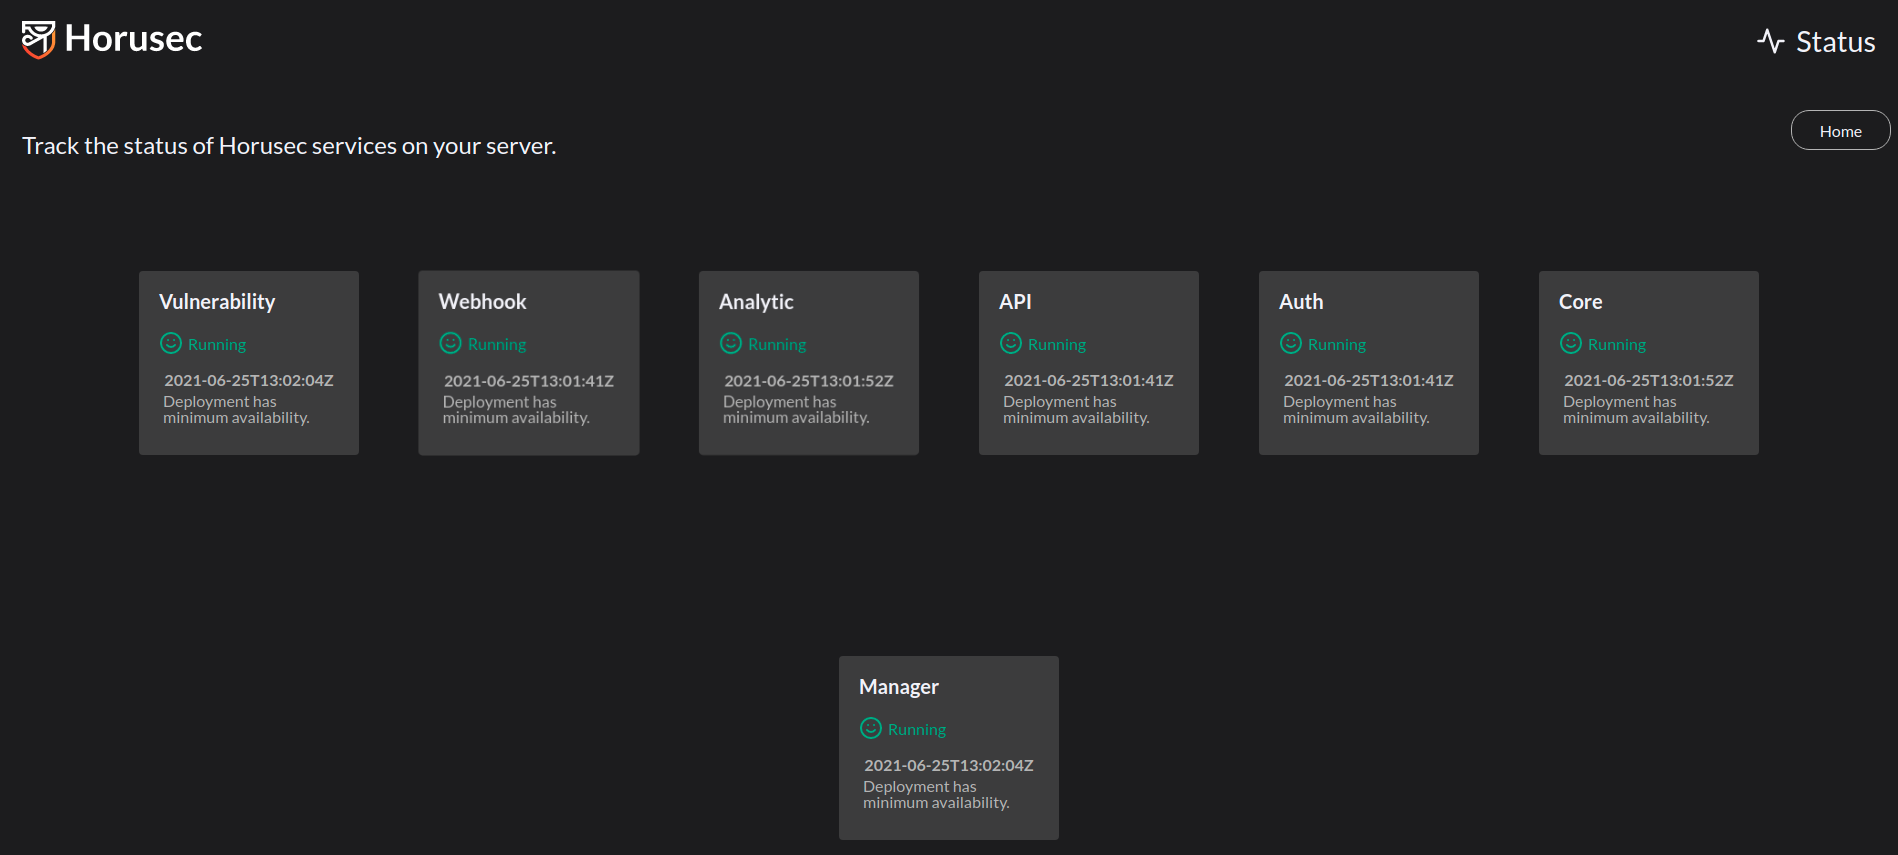 Horusec
Status
Track the status of Horusec services on your server.
Home
Vulnerability
Running
2021-06-25T13:02:04Z
Deployment has
minimum availability.
Webhook
Running
2021-06-25T13:01:41Z
Deployment has
minimum availability.
Analytic
Running
2021-06-25T13:01:52Z
Deployment has
minimum availability.
API
Running
2021-06-25T13:01:41Z
Deployment has
minimum availability.
Auth
Running
2021-06-25T13:01:41Z
Deployment has
minimum availability.
Core
Running
2021-06-25T13:01:52Z
Deployment has
minimum availability.
Manager
Running
2021-06-25T13:02:04Z
Deployment has
minimum availability.